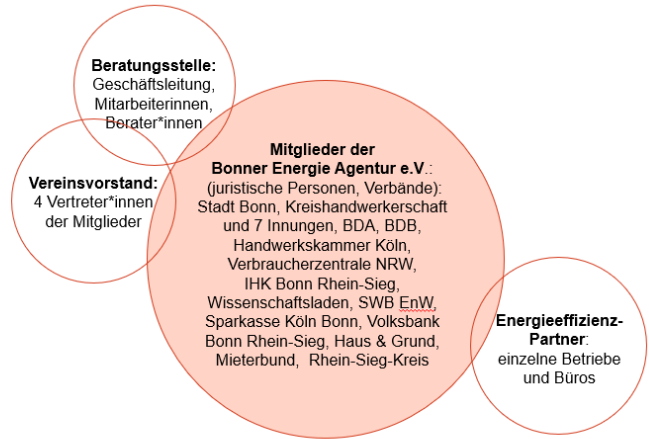 Beratungsstelle:
Geschäftsleitung,
Mitarbeiterinnen,
Berater*innen
Vereinsvorstand:
4 Vertreter*innen
der Mitglieder
Mitglieder der
Bonner Energie Agentur e.V.:
(juristische Personen, Verbände):
Stadt Bonn, Kreishandwerkerschaft
und 7 Innungen, BDA, BDB,
Handwerkskammer Köln,
Verbraucherzentrale NRW,
IHK Bonn Rhein-Sieg,
Wissenschaftsladen, SWB EnW,
Sparkasse Köln Bonn, Volksbank
Bonn Rhein-Sieg, Haus & Grund,
Mieterbund, Rhein-Sieg-Kreis
Energieeffizienz-
Partner:
einzelne Betriebe
und Büros